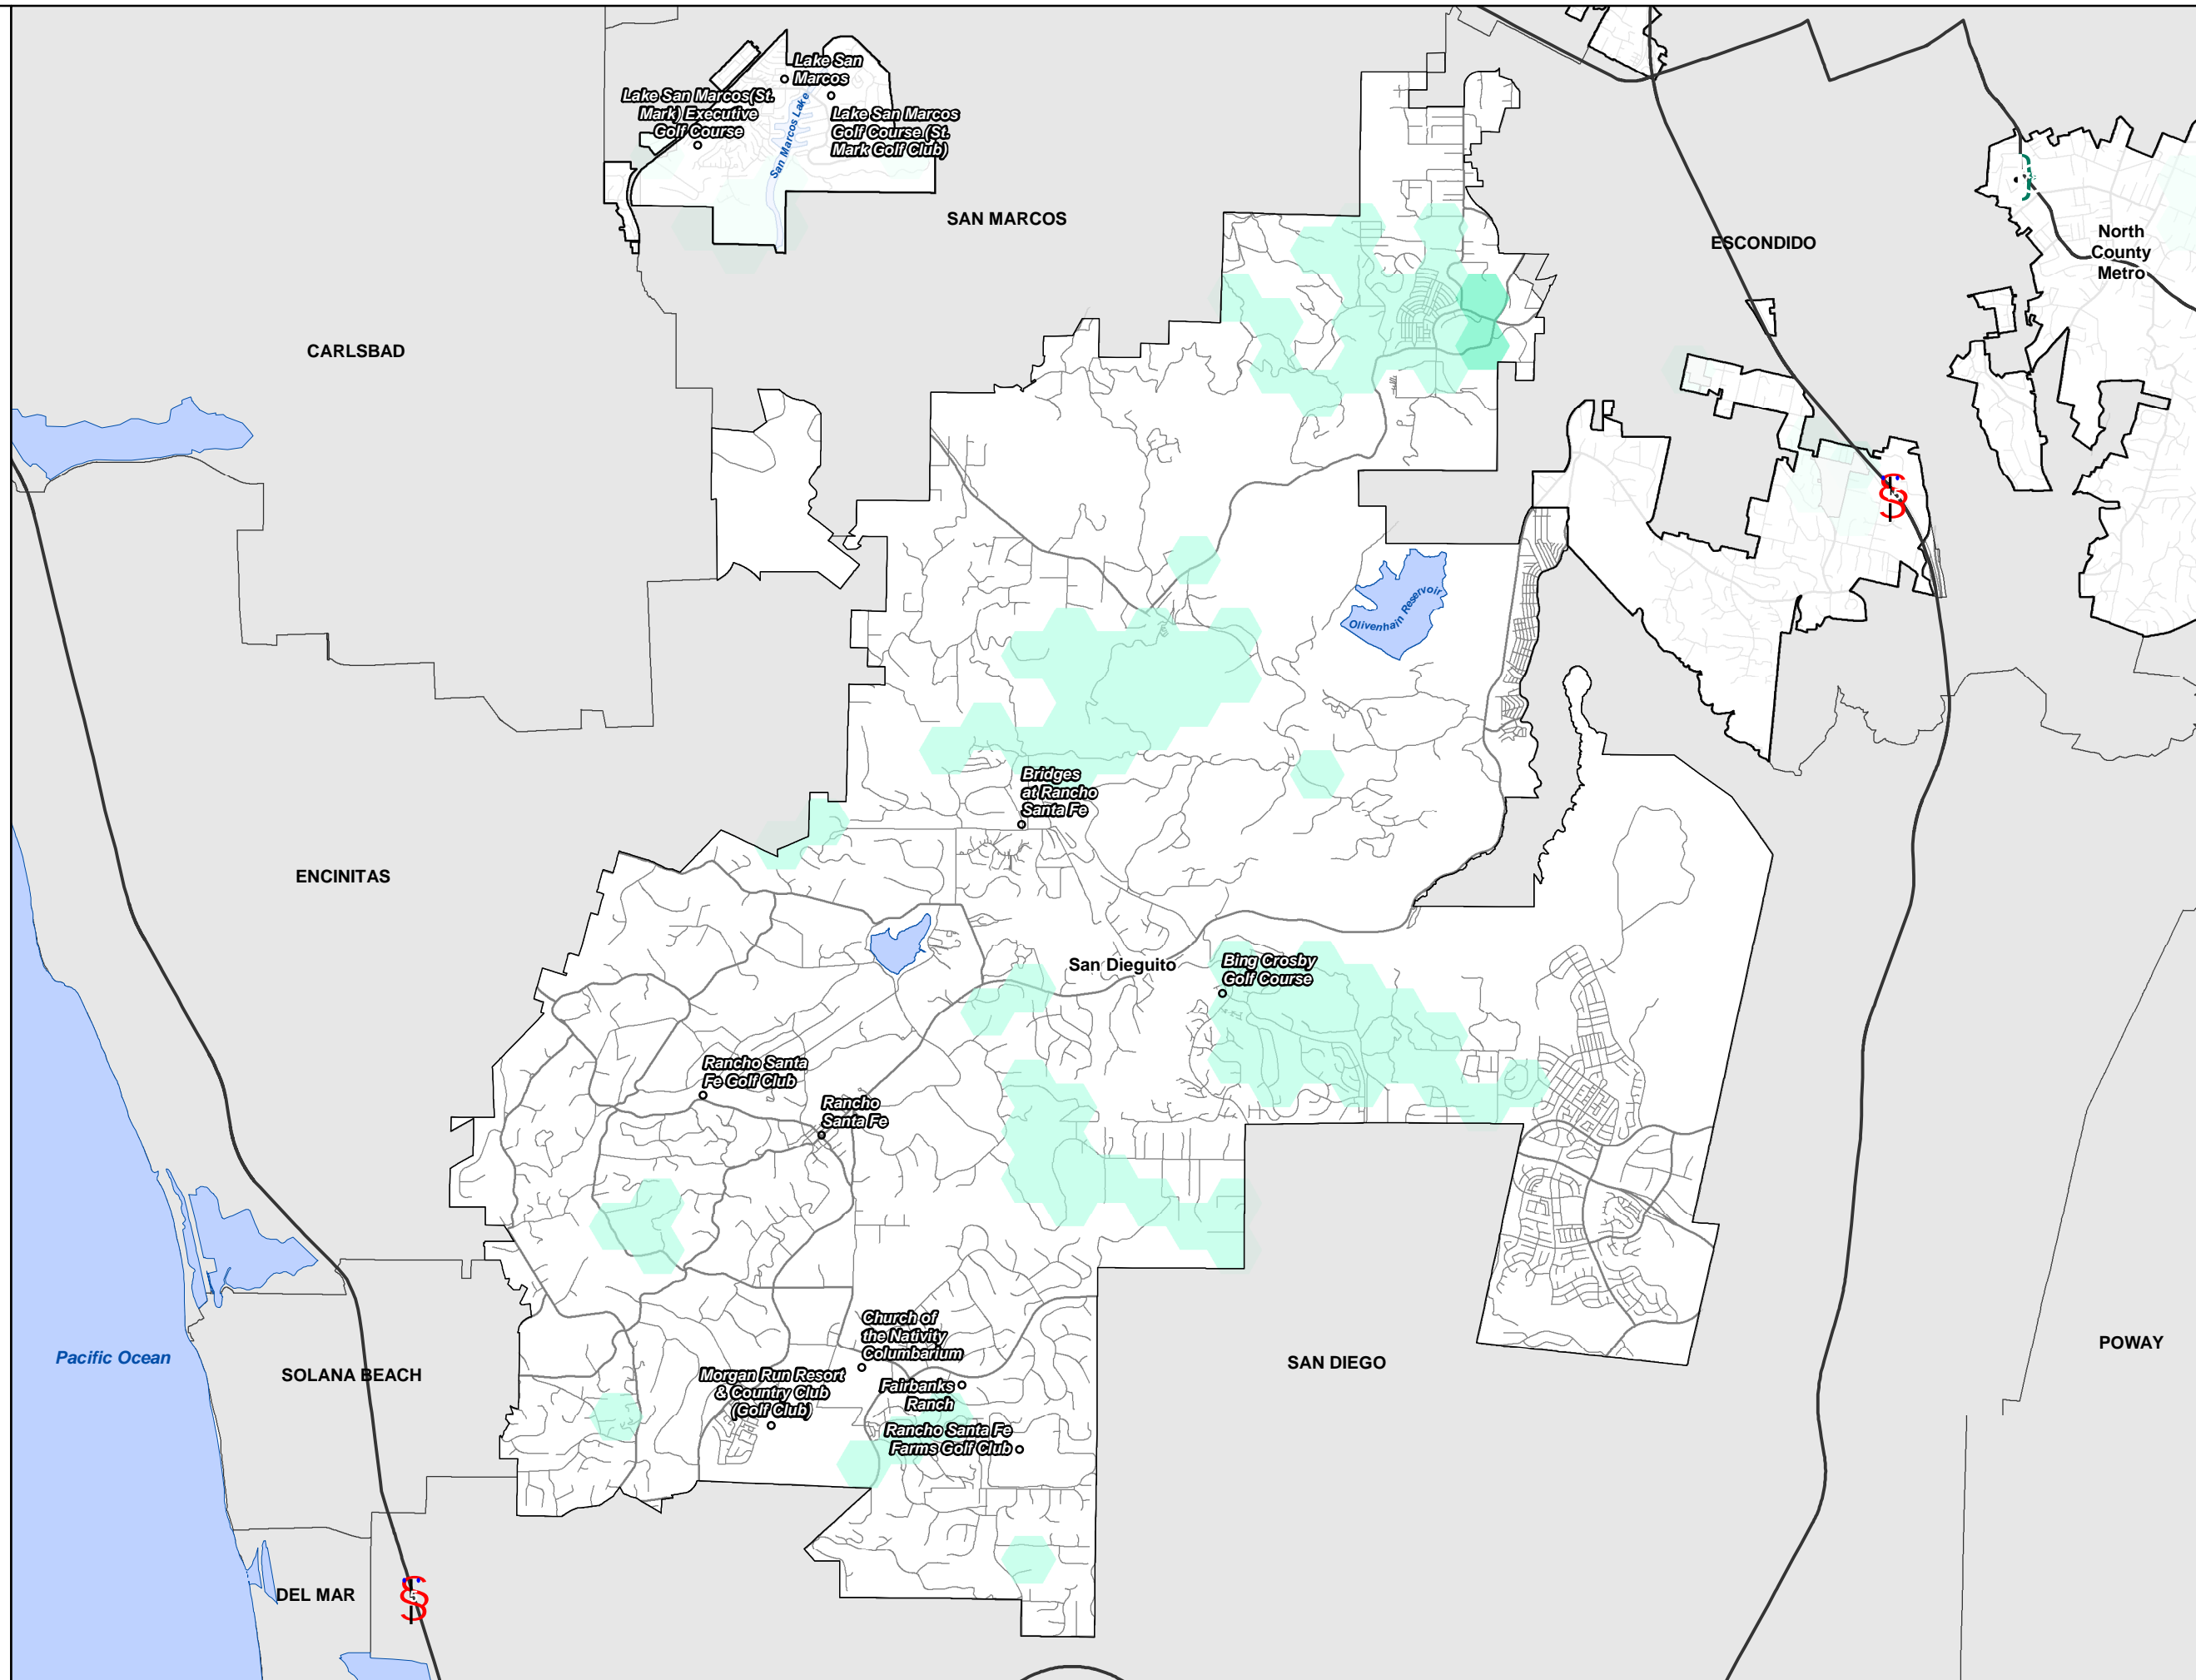 Lake San
Marcos
Lake San Marcos(St.
Mark) Executive
Golf Course
Lake San Marcos
Golf Course (St.
Mark Golf Club)
San Marcos Lake
SAN MARCOS
ESCONDIDO
North
County
Metro
CARLSBAD
Olivenhain Reservoir
Bridges
at Rancho
Santa Fe
ENCINITAS
San Dieguito
Bing Crosby
Golf Course
Rancho Santa
Fe Golf Club
Rancho
Santa Fe
Church of
the Nativity
Columbarium
Pacific Ocean
SOLANA BEACH
Morgan Run Resort
& Country Club
(Golf Club)
Fairbanks
Ranch
Rancho Santa Fe
Farms Golf Club
SAN DIEGO
POWAY
DEL MAR